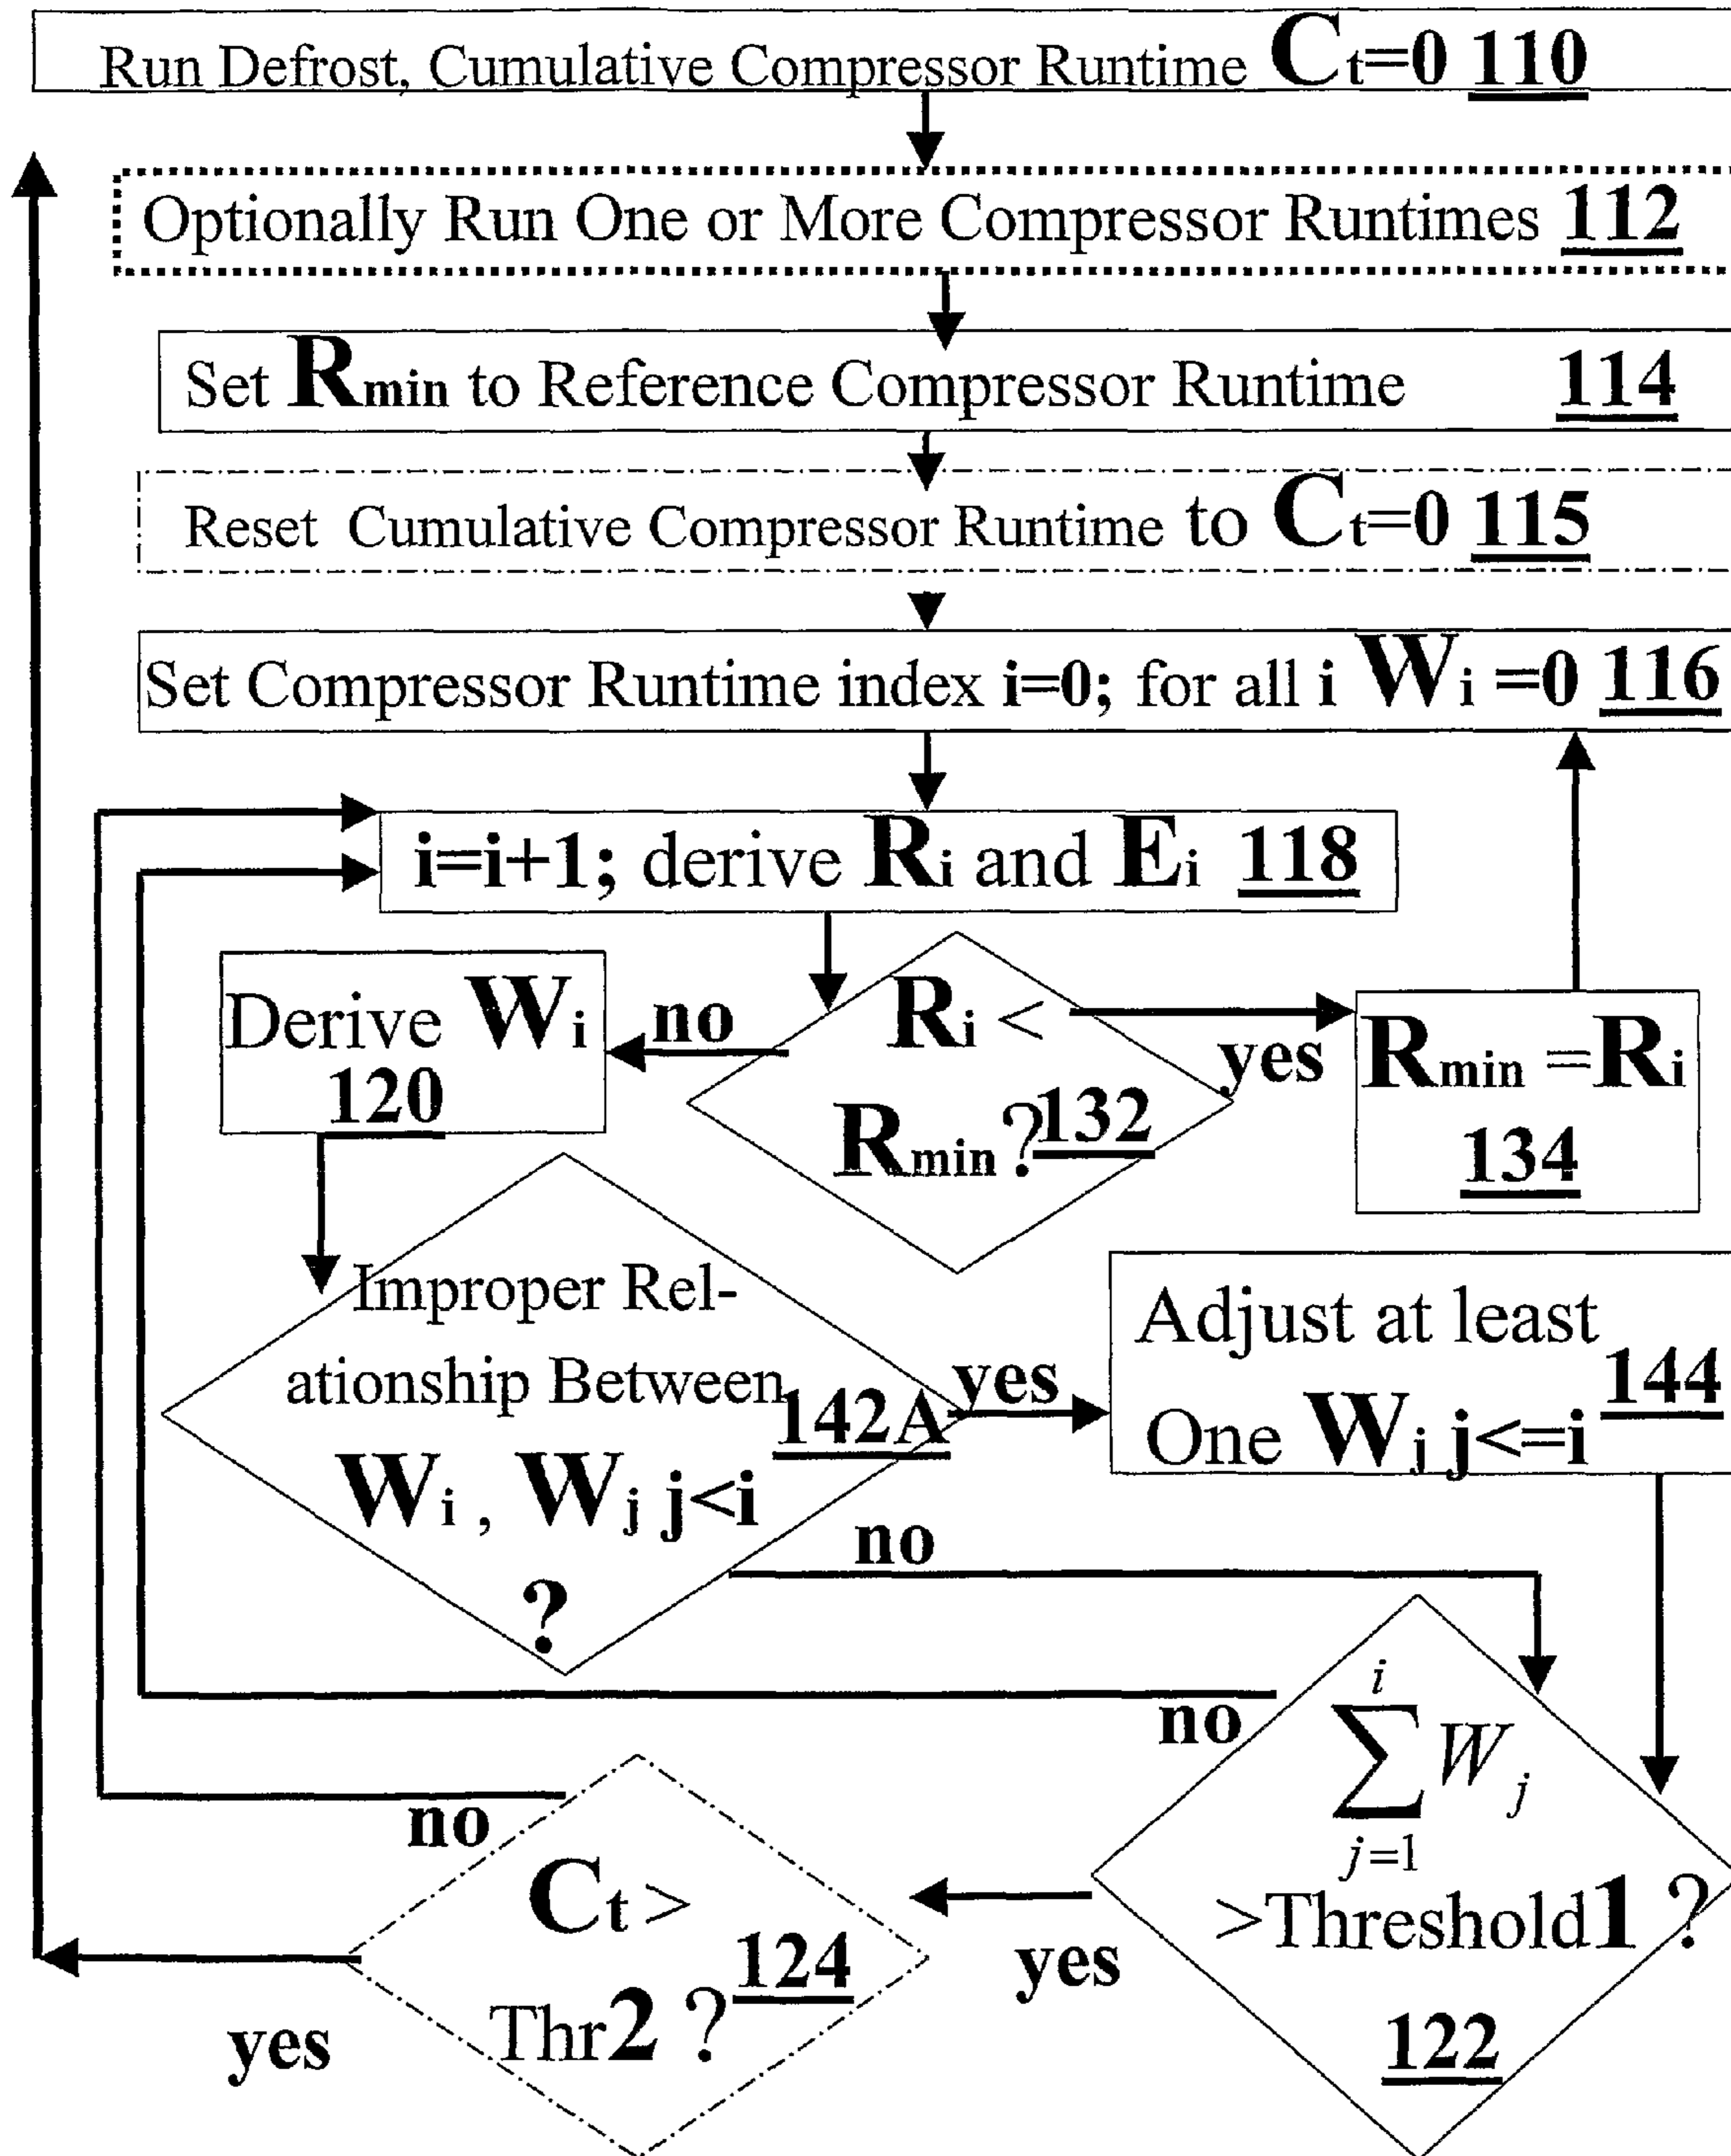 Run Defrost, Cumulative Compressor Runtime Ct=0 110
Optionally Run One or More Compressor Runtimes 112
Set Rmin to Reference Compressor Runtime 114
Reset Cumulative Compressor Runtime to Ct=0 115
Set Compressor Runtime index i=0; for all i Wi =0 116
i=i+1; derive Ri and Ei 118
Derive Wi
120
no
Ri <
Rmin ? 132
yes
Rmin =Ri
134
Improper Rel-
ationship Between
Wi , Wj j<i
?
142A
yes
Adjust at least
One Wj j<=i
144
no
no
i
∑ Wj
j=1
>Threshold1 ?
122
yes
no
Ct >
Thr2 ?
124
yes